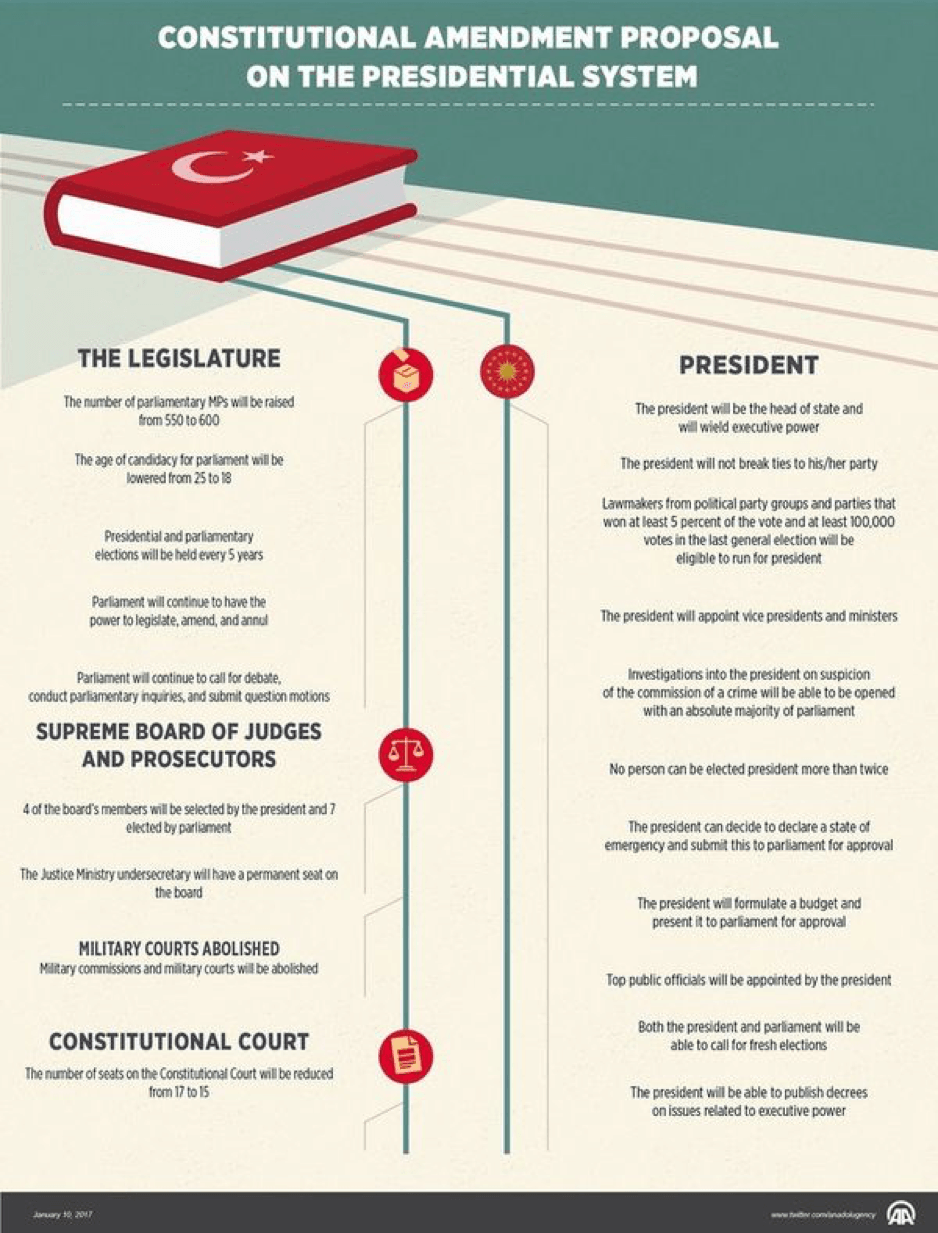 CONSTITUTIONAL AMENDMENT PROPOSAL
ON THE PRESIDENTIAL SYSTEM
THE LEGISLATURE
The number of parliamentary MPs will be raised
from 550 to 600
The age of candidacy for parliament will be
lowered from 25 to 18
Presidential and parliamentary
elections will be held every 5 years
Parliament will continue to have the
power to legislate, amend, and annul
Parliament will continue to call for debate,
conduct parliamentary inquiries, and submit question motions
SUPREME BOARD OF JUDGES
AND PROSECUTORS
4 of the board's members will be selected by the president and 7
elected by parliament
The Justice Ministry undersecretary will have a permanent seat on
the board
MILITARY COURTS ABOLISHED
Military commissions and military courts will be abolished
CONSTITUTIONAL COURT
The number of seats on the Constitutional Court will be reduced
from 17 to 15
PRESIDENT
The president will be the head of state and
will wield executive power
The president will not break ties to his/her party
Lawmakers from political party groups and parties that
won at least 5 percent of the vote and at least 100,000
votes in the last general election will be
eligible to run for president
The president will appoint vice presidents and ministers
Investigations into the president on suspicion
of the commission of a crime will be able to be opened
with an absolute majority of parliament
No person can be elected president more than twice
The president can decide to declare a state of
emergency and submit this to parliament for approval
The president will formulate a budget and
present it to parliament for approval
Top public officials will be appointed by the president
Both the president and parliament will be
able to call for fresh elections
The president will be able to publish decrees
on issues related to executive power
January 10, 2017
www.twitter.com/anadoluagency
AA